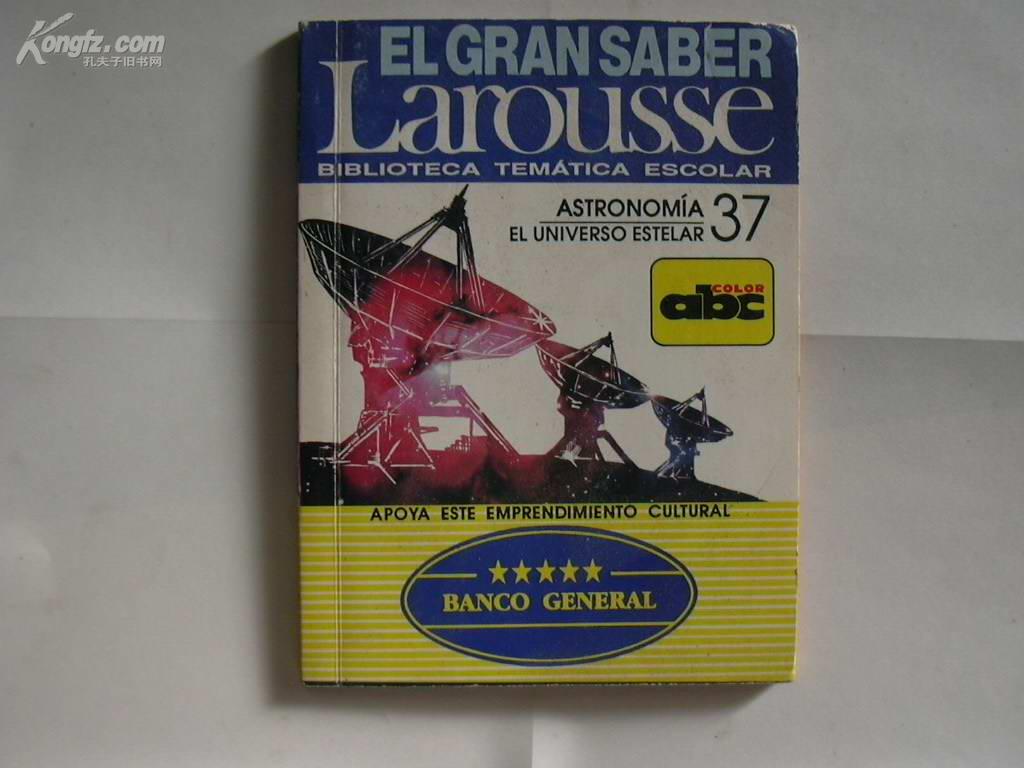 Kongfz.com
孔夫子旧书网
EL GRAN SABER
Larousse
BIBLIOTECA TEMÁTICA ESCOLAR
ASTRONOMÍA
EL UNIVERSO ESTELAR
37
COLOR
abc
APOYA ESTE EMPRENDIMIENTO CULTURAL
BANCO GENERAL